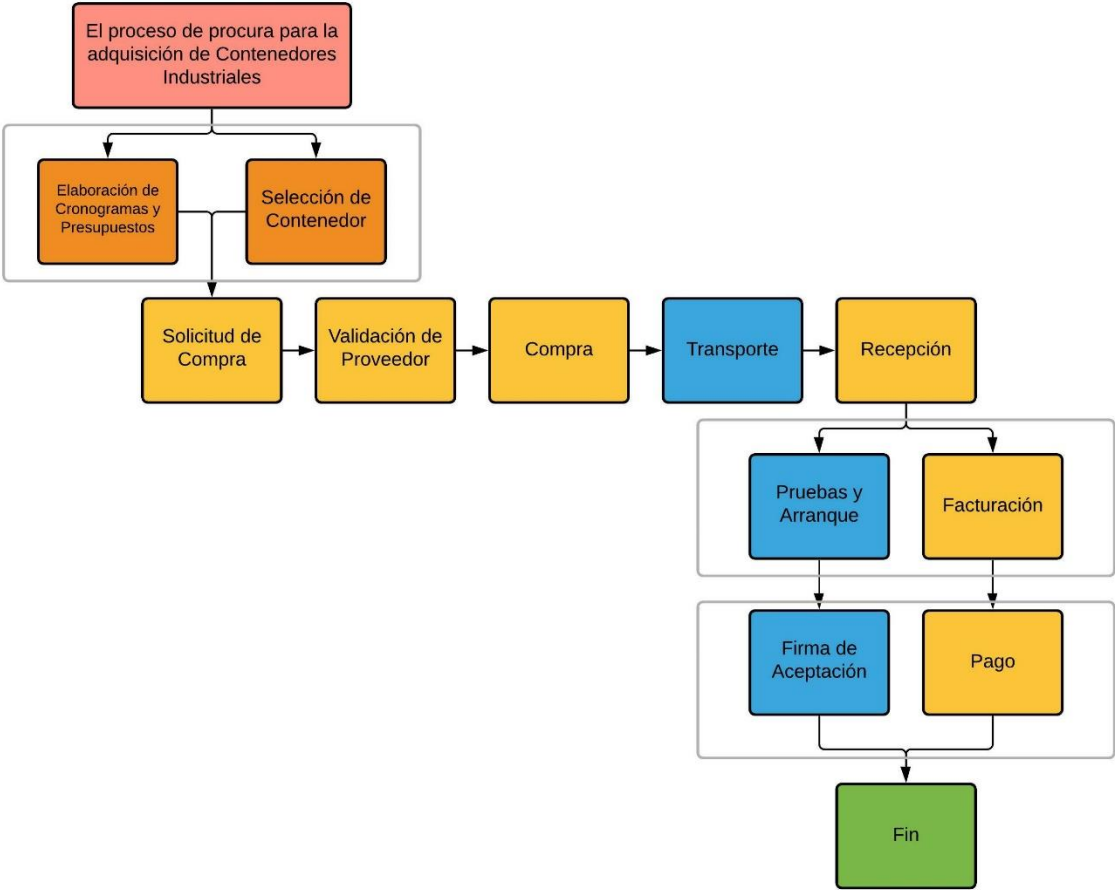 El proceso de procura para la
adquisición de Contenedores
Industriales
Elaboración de
Cronogramas y
Presupuestos
Selección de
Contenedor
Solicitud de
Compra
Validación de
Proveedor
Compra
Transporte
Recepción
Pruebas y
Arranque
Facturación
Firma de
Aceptación
Pago
Fin